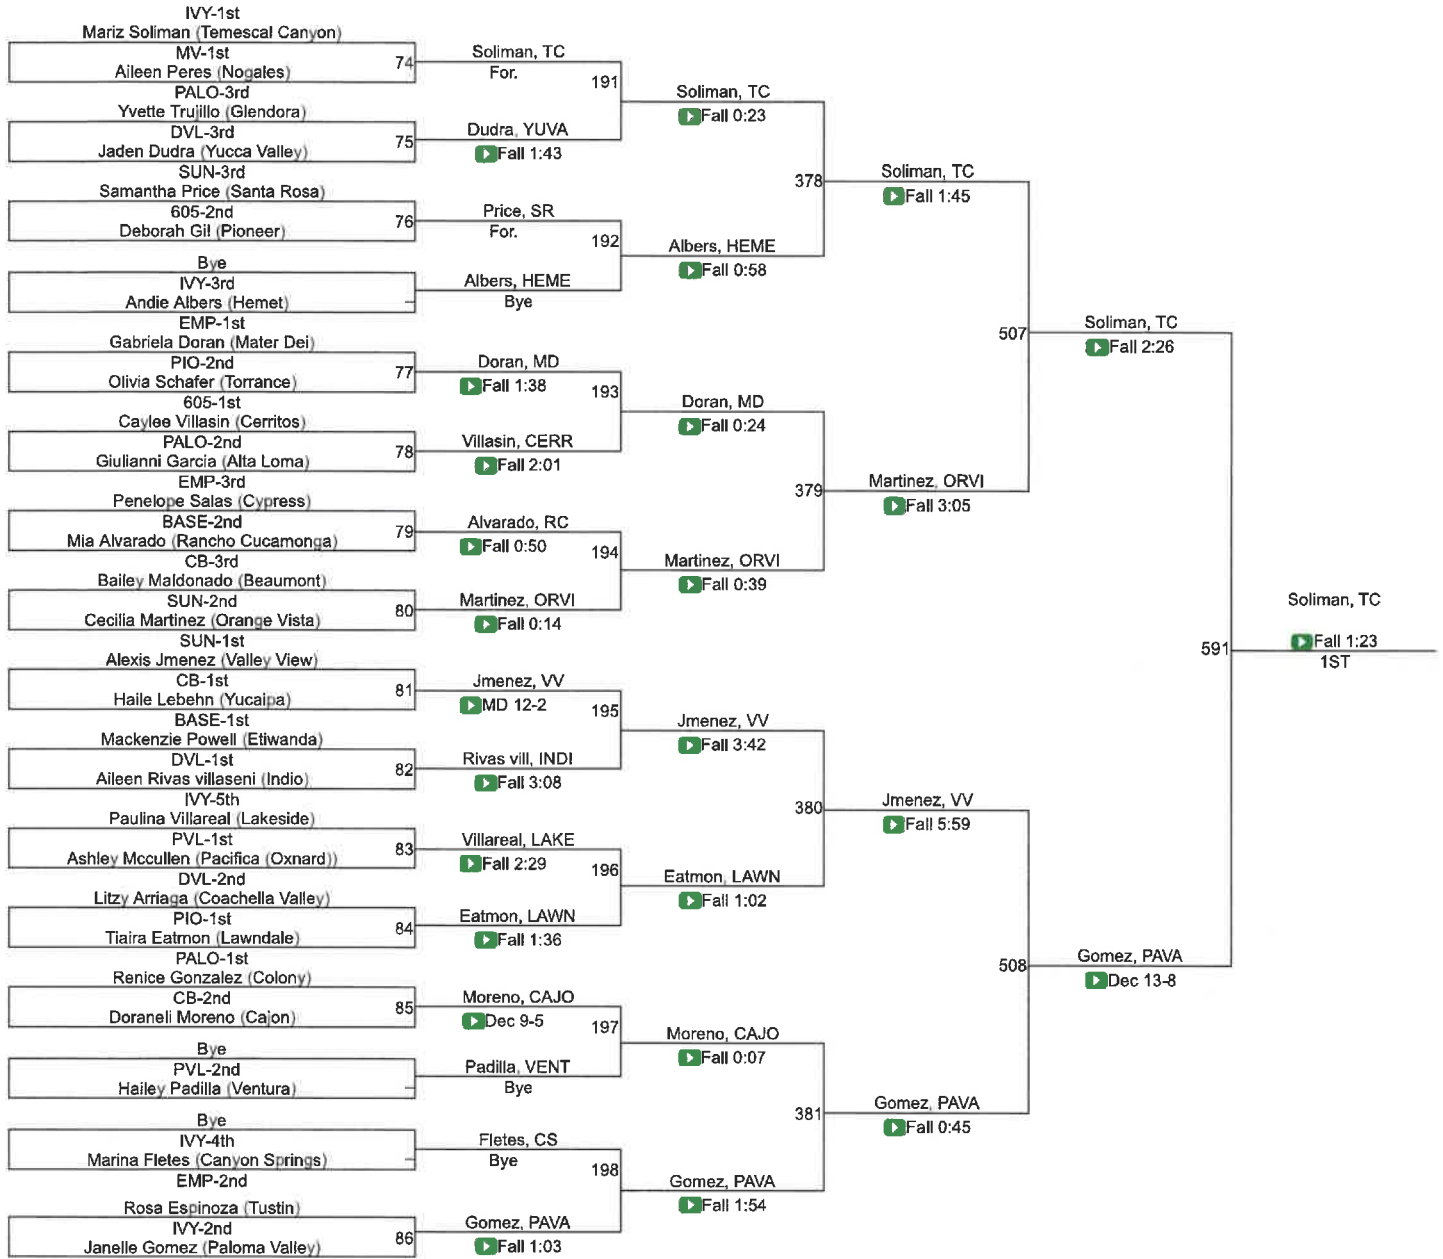 IVY-1st
Mariz Soliman (Temescal Canyon)
MV-1st
Aileen Peres (Nogales)
74
PALO-3rd
Yvette Trujillo (Glendora)
DVL-3rd
Jaden Dudra (Yucca Valley)
75
SUN-3rd
Samantha Price (Santa Rosa)
605-2nd
Deborah Gil (Pioneer)
76
Bye
IVY-3rd
Andie Albers (Hemet)
EMP-1st
Gabriela Doran (Mater Dei)
PIO-2nd
Olivia Schafer (Torrance)
77
605-1st
Caylee Villasin (Cerritos)
PALO-2nd
Giulianni Garcia (Alta Loma)
78
EMP-3rd
Penelope Salas (Cypress)
BASE-2nd
Mia Alvarado (Rancho Cucamonga)
79
CB-3rd
Bailey Maldonado (Beaumont)
SUN-2nd
Cecilia Martinez (Orange Vista)
80
SUN-1st
Alexis Jmenez (Valley View)
CB-1st
Haile Lebehn (Yucaipa)
81
BASE-1st
Mackenzie Powell (Etiwanda)
DVL-1st
Aileen Rivas villaseni (Indio)
82
IVY-5th
Paulina Villareal (Lakeside)
PVL-1st
Ashley Mccullen (Pacifica (Oxnard))
83
DVL-2nd
Litzy Arriaga (Coachella Valley)
PIO-1st
Tiaira Eatmon (Lawndale)
84
PALO-1st
Renice Gonzalez (Colony)
CB-2nd
Doraneli Moreno (Cajon)
85
Bye
PVL-2nd
Hailey Padilla (Ventura)
Bye
IVY-4th
Marina Fletes (Canyon Springs)
EMP-2nd
Rosa Espinoza (Tustin)
IVY-2nd
Janelle Gomez (Paloma Valley)
86
Soliman, TC
For.
191
Dudra, YUVA
Fall 1:43
Price, SR
For.
192
Albers, HEME
Bye
Doran, MD
Fall 1:38
193
Villasin, CERR
Fall 2:01
Alvarado, RC
Fall 0:50
194
Martinez, ORVI
Fall 0:14
Jmenez, VV
MD 12-2
195
Rivas vill, INDI
Fall 3:08
Villareal, LAKE
Fall 2:29
196
Eatmon, LAWN
Fall 1:36
Moreno, CAJO
Dec 9-5
197
Padilla, VENT
Bye
Fletes, CS
Bye
198
Gomez, PAVA
Fall 1:03
Soliman, TC
Fall 0:23
378
Albers, HEME
Fall 0:58
Doran, MD
Fall 0:24
379
Martinez, ORVI
Fall 0:39
Jmenez, VV
Fall 3:42
380
Eatmon, LAWN
Fall 1:02
Moreno, CAJO
Fall 0:07
381
Gomez, PAVA
Fall 1:54
Soliman, TC
Fall 1:45
507
Martinez, ORVI
Fall 3:05
Jmenez, VV
Fall 5:59
508
Gomez, PAVA
Fall 0:45
Soliman, TC
Fall 2:26
591
Gomez, PAVA
Dec 13-8
Soliman, TC
Fall 1:23
1ST